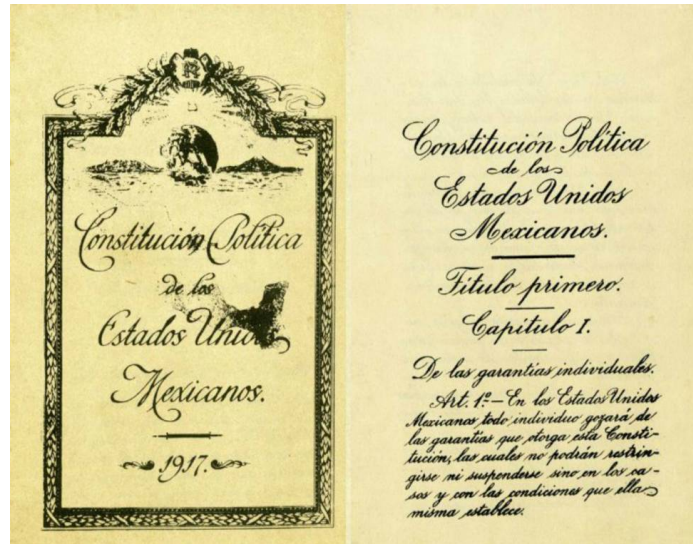 Constitución Política
de los
Estados Unidos
Mexicanos.
1917.
Constitución Política
de los
Estados Unidos
Mexicanos.
Título primero.
Capítulo I.
De las garantías individuales.
Art. 1º.— En los Estados Unidos
Mexicanos todo individuo gozará de
las garantías que otorga esta Consti-
tución, las cuales no podrán restrin-
girse ni suspenderse sino en los ca-
sos y con las condiciones que ella
misma establece.